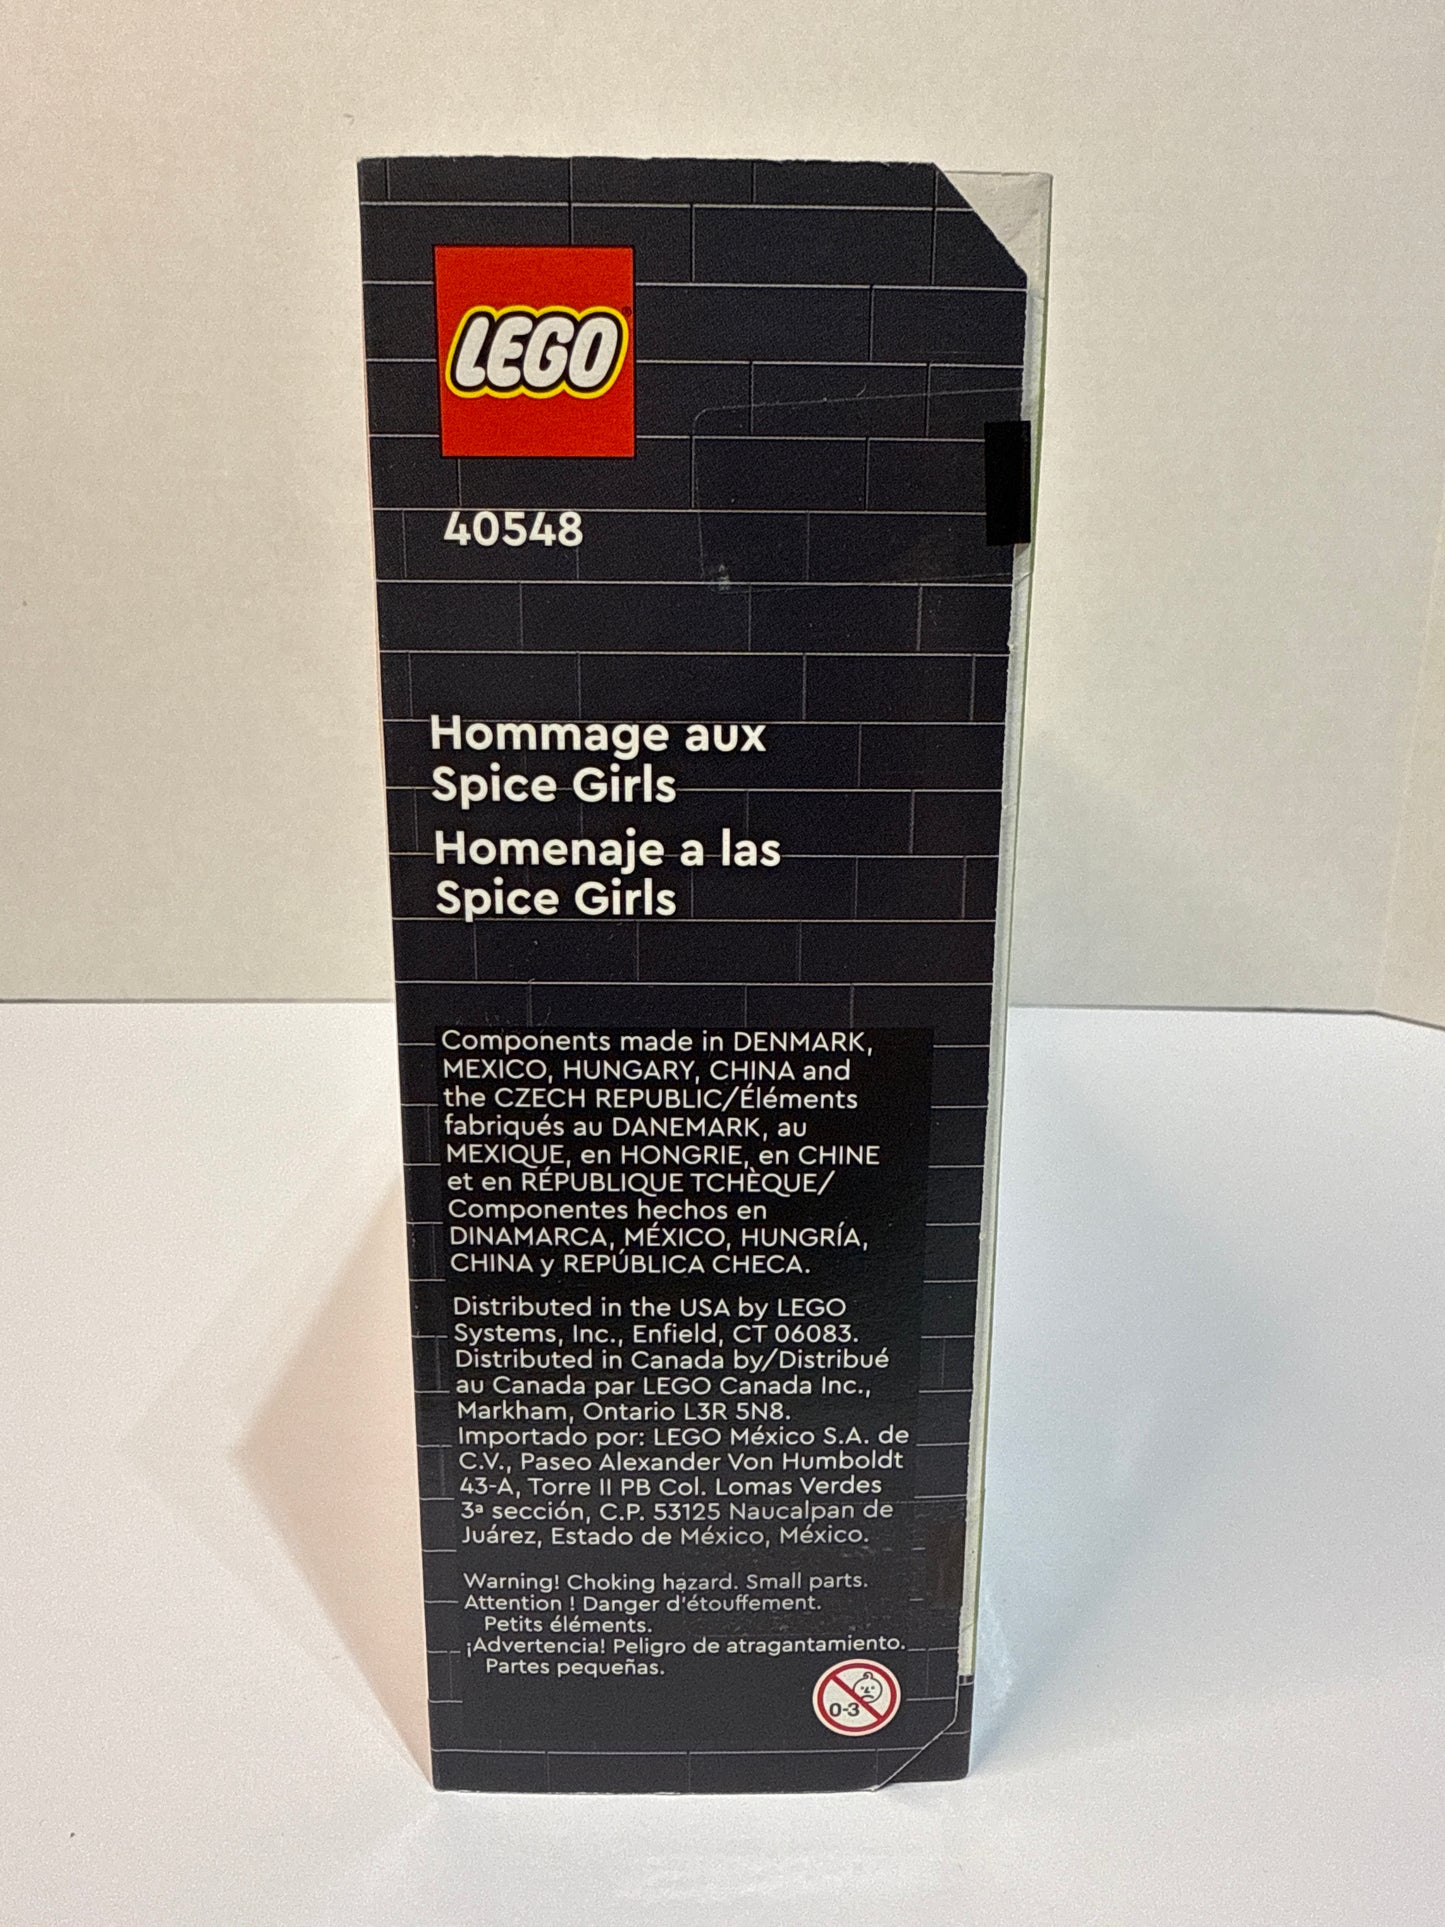 LEGO®
40548
Hommage aux
Spice Girls
Homenaje a las
Spice Girls
Components made in DENMARK,
MEXICO, HUNGARY, CHINA and
the CZECH REPUBLIC/Éléments
fabriqués au DANEMARK, au
MEXIQUE, en HONGRIE, en CHINE
et en RÉPUBLIQUE TCHÈQUE/
Componentes hechos en
DINAMARCA, MÉXICO, HUNGRÍA,
CHINA y REPÚBLICA CHECA.
Distributed in the USA by LEGO
Systems, Inc., Enfield, CT 06083.
Distributed in Canada by/Distribué
au Canada par LEGO Canada Inc.,
Markham, Ontario L3R 5N8.
Importado por: LEGO México S.A. de
C.V., Paseo Alexander Von Humboldt
43-A, Torre II PB Col. Lomas Verdes
3ª sección, C.P. 53125 Naucalpan de
Juárez, Estado de México, México.
Warning! Choking hazard. Small parts.
Attention ! Danger d'étouffement.
Petits éléments.
¡Advertencia! Peligro de atragantamiento.
Partes pequeñas.
0-3